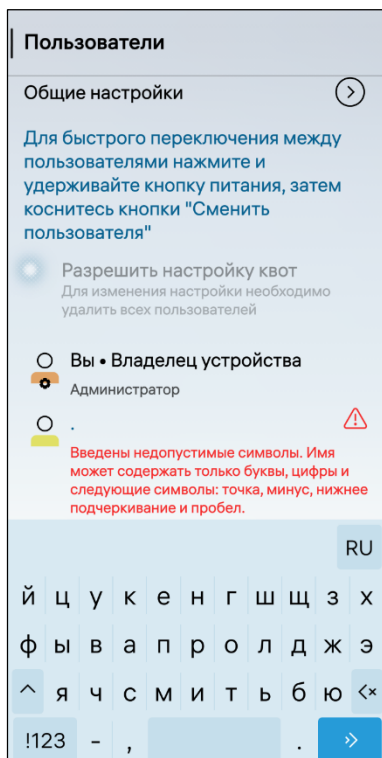 Пользователи
Общие настройки
Для быстрого переключения между
пользователями нажмите и
удерживайте кнопку питания, затем
коснитесь кнопки "Сменить
пользователя"
Разрешить настройку квот
Для изменения настройки необходимо
удалить всех пользователей
Вы • Владелец устройства
Администратор
.
Введены недопустимые символы. Имя
может содержать только буквы, цифры и
следующие символы: точка, минус, нижнее
подчеркивание и пробел.
RU
й ц у к е н г ш щ з х
ф ы в а п р о л д ж э
я ч с м и т ь б ю
!123 - , .